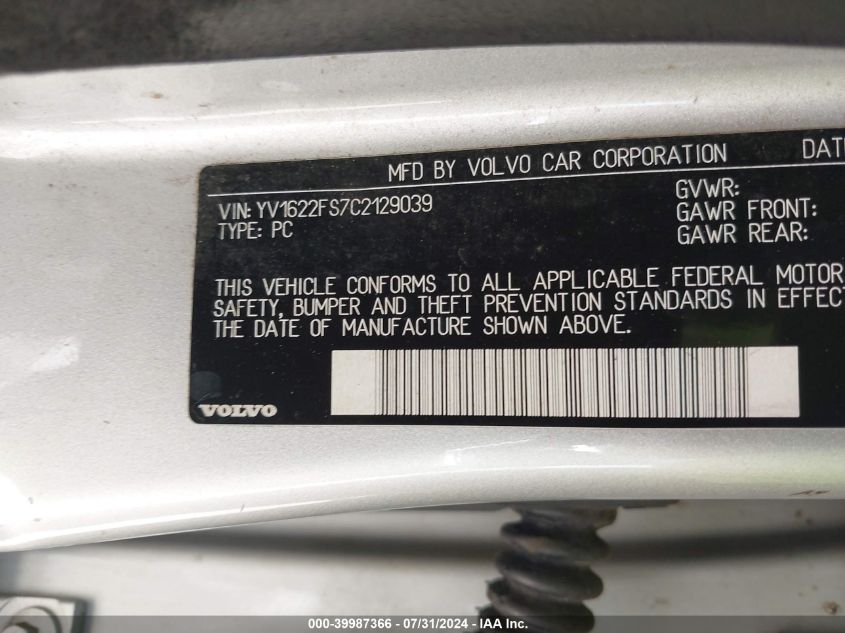 MFD BY VOLVO CAR CORPORATION DAT
VIN: YV1622FS7C2129039
TYPE: PC
GVWR:
GAWR FRONT:
GAWR REAR:
THIS VEHICLE CONFORMS TO ALL APPLICABLE FEDERAL MOTOR
SAFETY, BUMPER AND THEFT PREVENTION STANDARDS IN EFFECT
THE DATE OF MANUFACTURE SHOWN ABOVE.
VOLVO
000-39987366 - 07/31/2024 - IAA Inc.